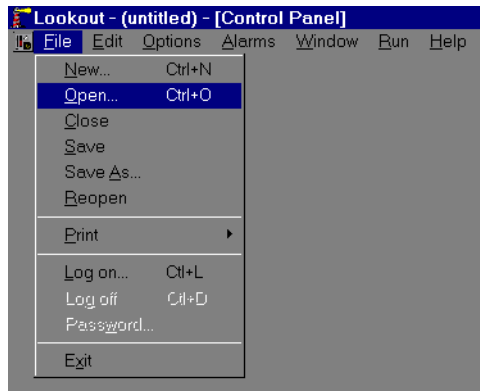 Lookout - (untitled) - [Control Panel]
File Edit Options Alarms Window Run Help
New... Ctrl+N
Open... Ctrl+O
Close
Save
Save As...
Reopen
Print
Log on... Ctl+L
Log off Ctl+D
Password...
Exit